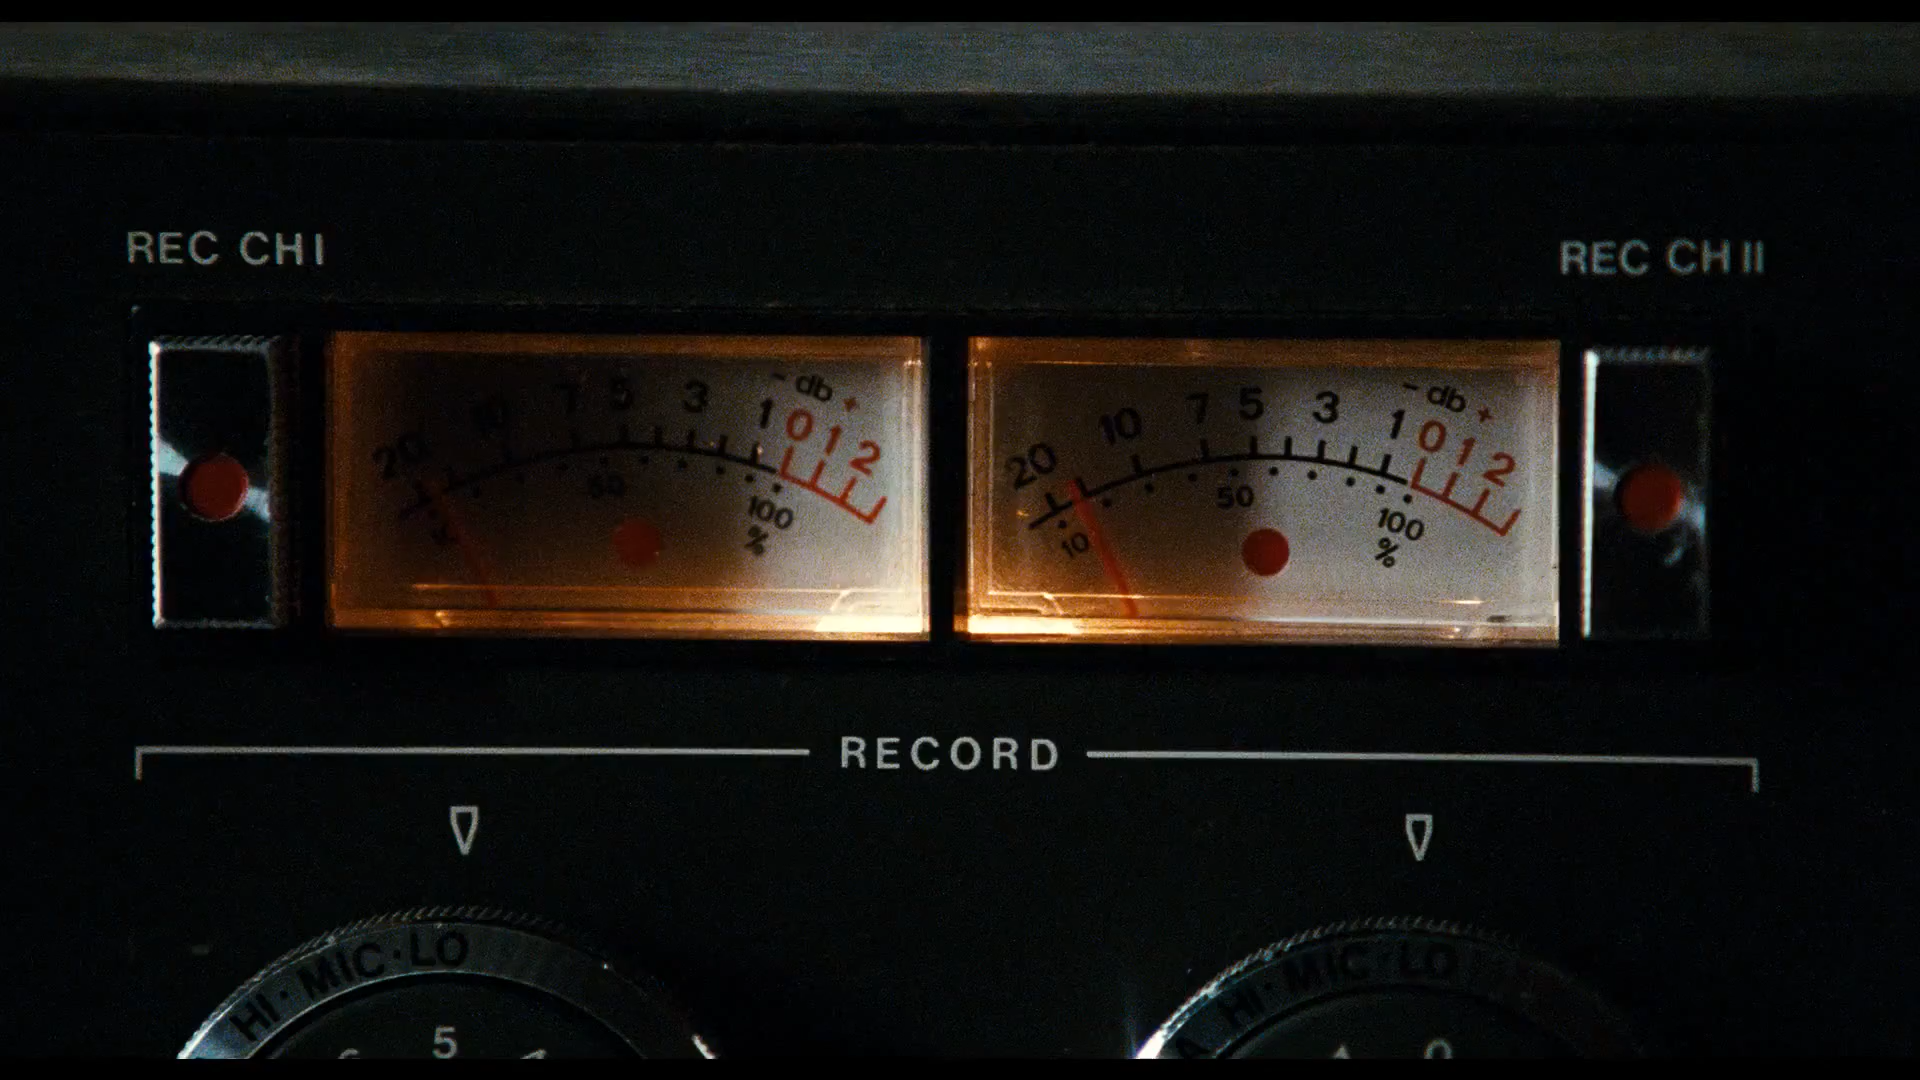 REC CH I
REC CH II
- db +
20 10 7 5 3 1 0 1 2
50 100
%
- db +
20 10 7 5 3 1 0 1 2
10 50 100
%
RECORD
HI · MIC · LO
5
HI · MIC · LO